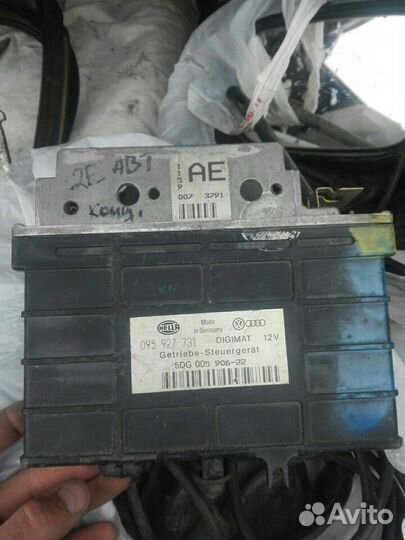 2E АВТ
кому.
1159
AE
007 3791
HELLA
Made
in Germany
095 927 731 DIGIMAT 12V
Getriebe-Steuergerät
5DG 005 906-22
Avito